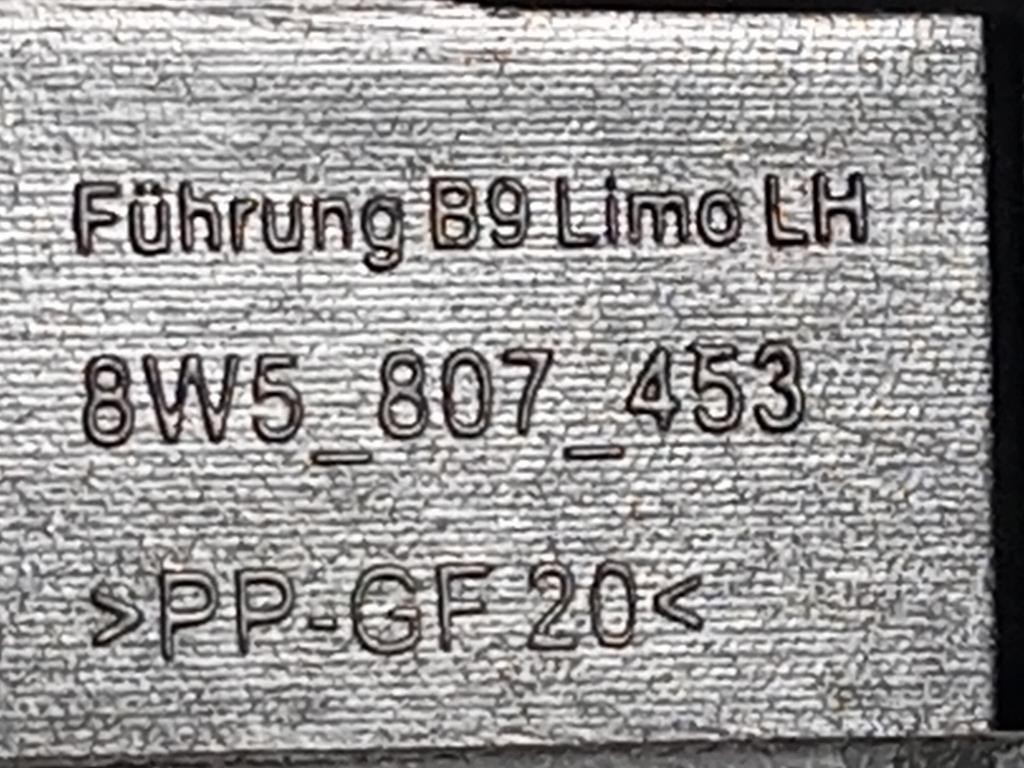 Führung B9 Limo LH
8W5_807_453
>PP-GF 20<